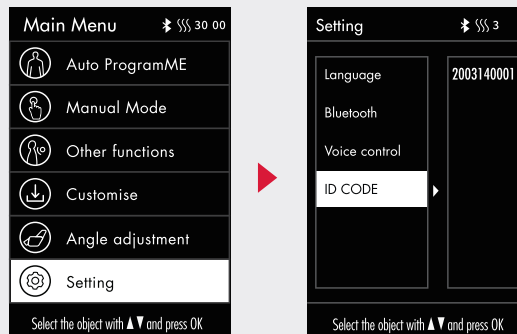 Main Menu 30 00
Auto ProgramME
Manual Mode
Other functions
Customise
Angle adjustment
Setting
Select the object with ▲▼ and press OK
Setting 3
Language
Bluetooth
Voice control
ID CODE
2003140001
Select the object with ▲▼ and press OK